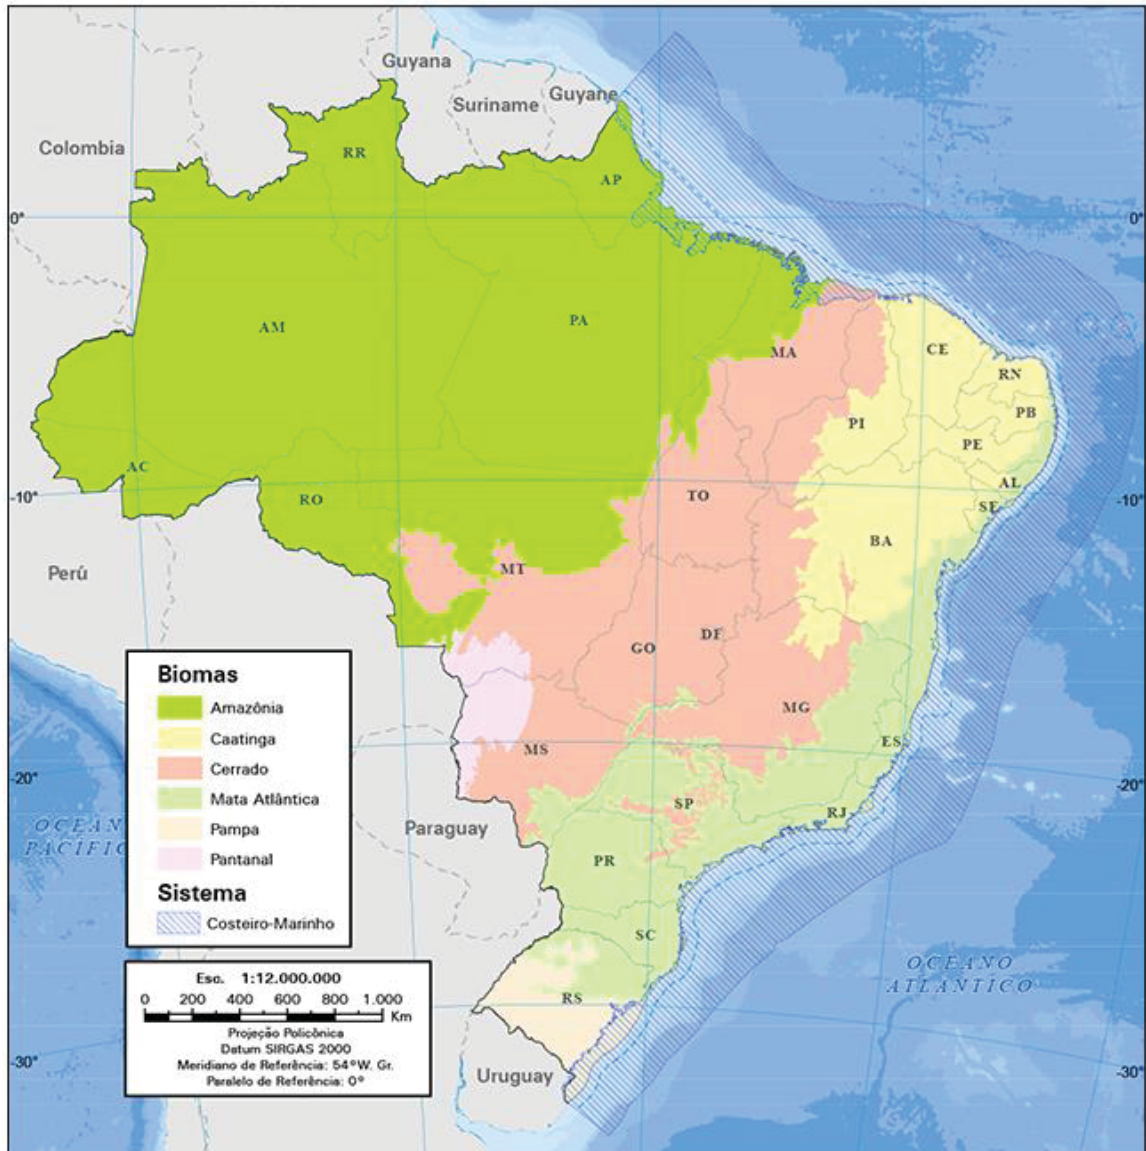 Guyana
Suriname
Guyane
Colombia
RR
AP
0°
0°
AM
PA
MA
CE
RN
PB
PI
PE
AC
AL
-10°
RO
TO
SE
-10°
BA
Perú
MT
DF
GO
MG
ES
MS
-20°
-20°
SP
RJ
Paraguay
PR
SC
RS
Uruguay
-30°
-30°
OCEANO
PACÍFICO
OCEANO
ATLÂNTICO
Biomas
Amazônia
Caatinga
Cerrado
Mata Atlântica
Pampa
Pantanal
Sistema
Costeiro-Marinho
Esc. 1:12.000.000
0 200 400 600 800 1.000
Km
Projeção Policônica
Datum SIRGAS 2000
Meridiano de Referência: 54°W. Gr.
Paralelo de Referência: 0°